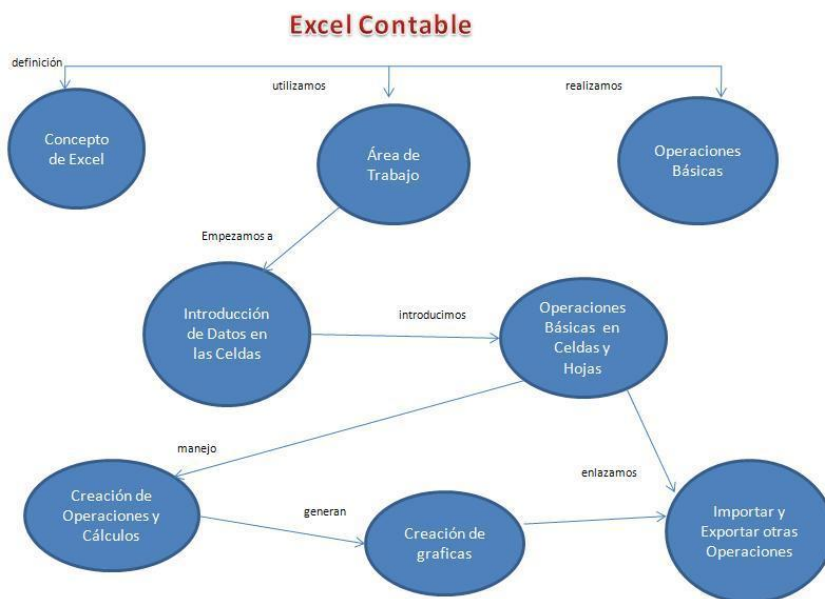 Excel Contable
definición
utilizamos
realizamos
Concepto
de Excel
Área de
Trabajo
Operaciones
Básicas
Empezamos a
Introducción
de Datos en
las Celdas
introducimos
Operaciones
Básicas en
Celdas y
Hojas
manejo
enlazamos
Creación de
Operaciones y
Cálculos
generan
Creación de
graficas
Importar y
Exportar otras
Operaciones